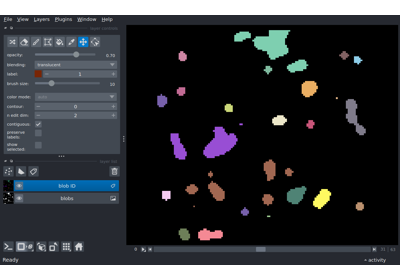 File View Layers Plugins Window Help
opacity: 0.70
blending: translucent
label: 1
brush size: 10
color mode:
contour: 0
n edit dim: 2
contiguous:
preserve labels:
show selected:
blob ID
blobs
Ready
activity